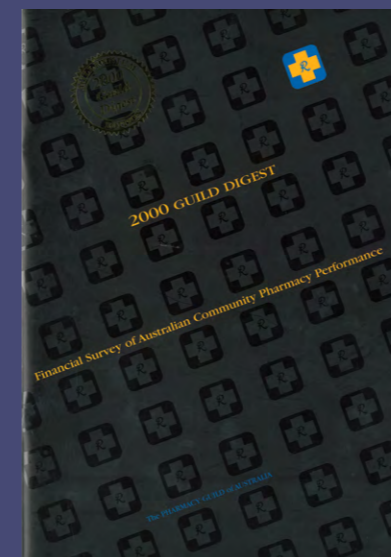 2000 GUILD DIGEST
Financial Survey of Australian Community Pharmacy Performance
The PHARMACY GUILD of AUSTRALIA